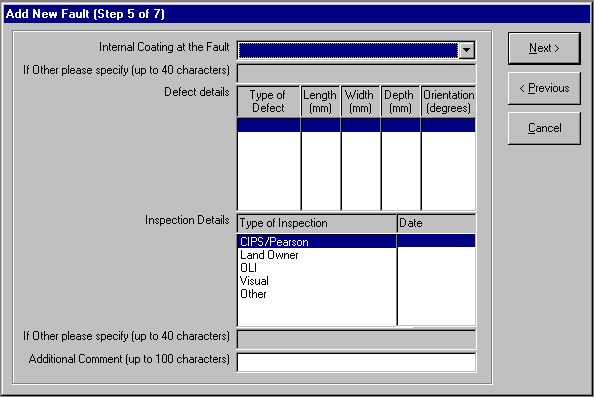 Add New Fault (Step 5 of 7)
Internal Coating at the Fault
Next >
If Other please specify (up to 40 characters)
< Previous
Defect details
Type of Defect
Length (mm)
Width (mm)
Depth (mm)
Orientation (degrees)
Cancel
Inspection Details
Type of Inspection
Date
CIPS/Pearson
Land Owner
OLI
Visual
Other
If Other please specify (up to 40 characters)
Additional Comment (up to 100 characters)